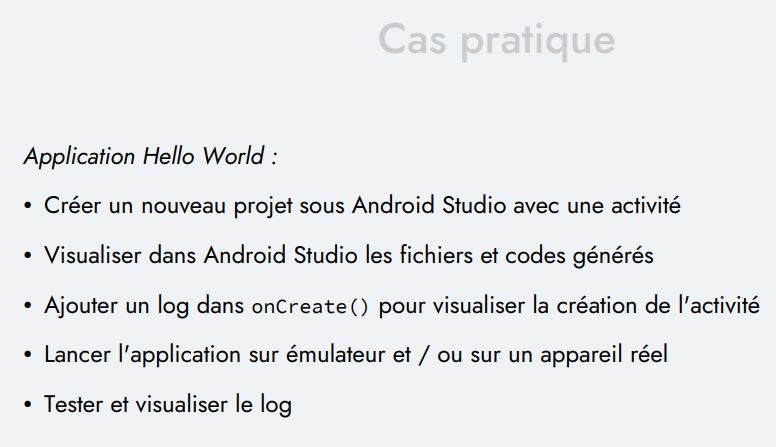 Cas pratique
Application Hello World :
• Créer un nouveau projet sous Android Studio avec une activité
• Visualiser dans Android Studio les fichiers et codes générés
• Ajouter un log dans onCreate() pour visualiser la création de l'activité
• Lancer l'application sur émulateur et / ou sur un appareil réel
• Tester et visualiser le log